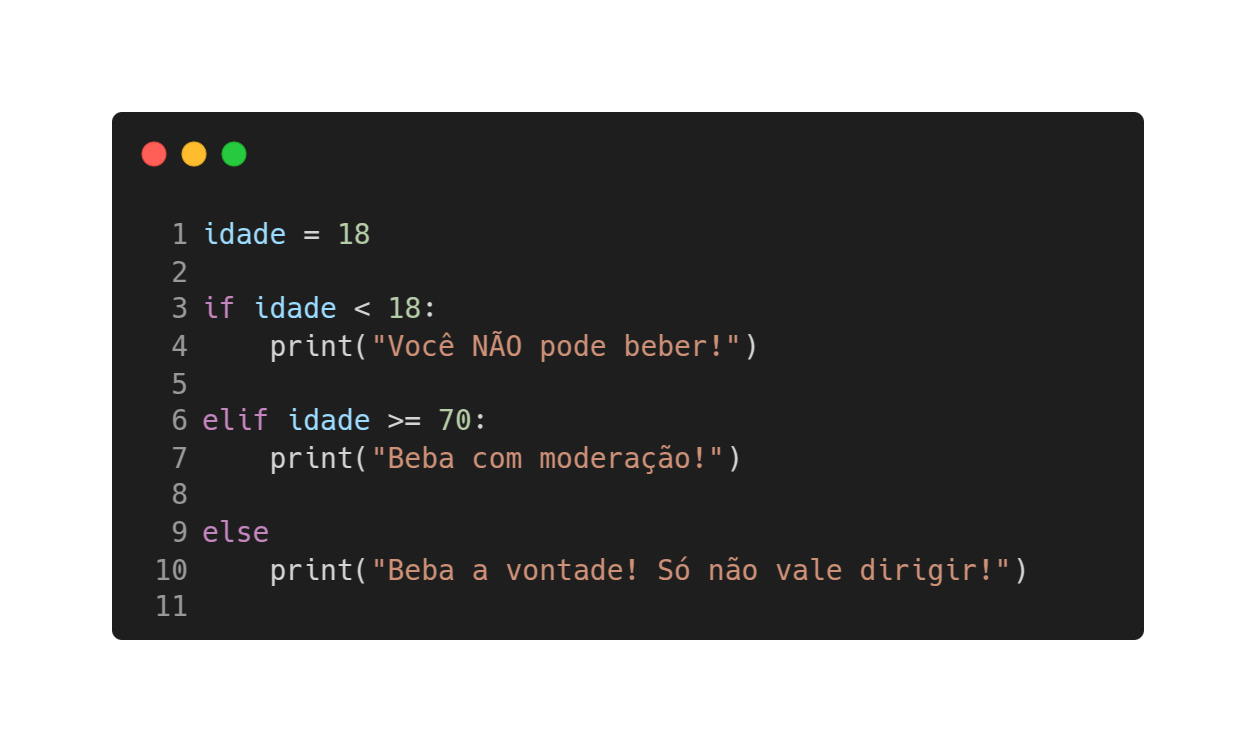 1 idade = 18
2
3 if idade < 18:
4     print("Você NÃO pode beber!")
5
6 elif idade >= 70:
7     print("Beba com moderação!")
8
9 else
10     print("Beba a vontade! Só não vale dirigir!")
11